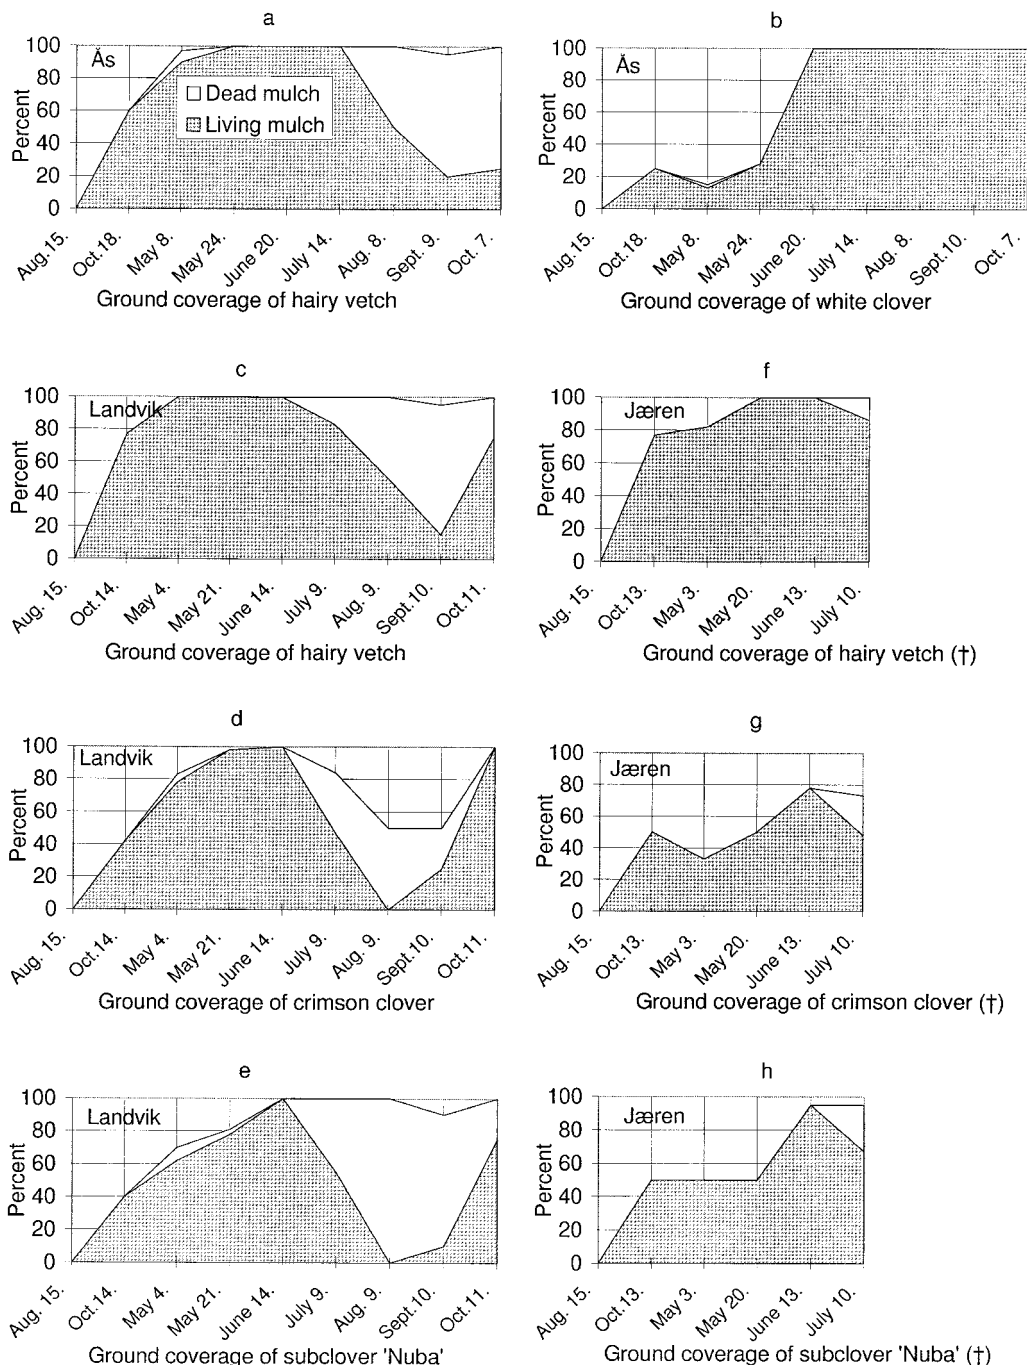 a
100
80
60
40
20
0
Percent
Ås
Dead mulch
Living mulch
Aug. 15.
Oct.18.
May 8.
May 24.
June 20.
July 14.
Aug. 8.
Sept. 9.
Oct. 7.
Ground coverage of hairy vetch
b
100
80
60
40
20
0
Percent
Ås
Aug. 15.
Oct.18.
May 8.
May 24.
June 20.
July 14.
Aug. 8.
Sept.10.
Oct. 7.
Ground coverage of white clover
c
100
80
60
40
20
0
Percent
Landvik
Aug. 15.
Oct.14.
May 4.
May 21.
June 14.
July 9.
Aug. 9.
Sept.10.
Oct.11.
Ground coverage of hairy vetch
f
100
80
60
40
20
0
Percent
Jæren
Aug. 15.
Oct.13.
May 3.
May 20.
June 13.
July 10.
Ground coverage of hairy vetch (†)
d
100
80
60
40
20
0
Percent
Landvik
Aug. 15.
Oct.14.
May 4.
May 21.
June 14.
July 9.
Aug. 9.
Sept.10.
Oct.11.
Ground coverage of crimson clover
g
100
80
60
40
20
0
Percent
Jæren
Aug. 15.
Oct.13.
May 3.
May 20.
June 13.
July 10.
Ground coverage of crimson clover (†)
e
100
80
60
40
20
0
Percent
Landvik
Aug. 15.
Oct.14.
May 4.
May 21.
June 14.
July 9.
Aug. 9.
Sept.10.
Oct.11.
Ground coverage of subclover 'Nuba'
h
100
80
60
40
20
0
Percent
Jæren
Aug. 15.
Oct.13.
May 3.
May 20.
June 13.
July 10.
Ground coverage of subclover 'Nuba' (†)